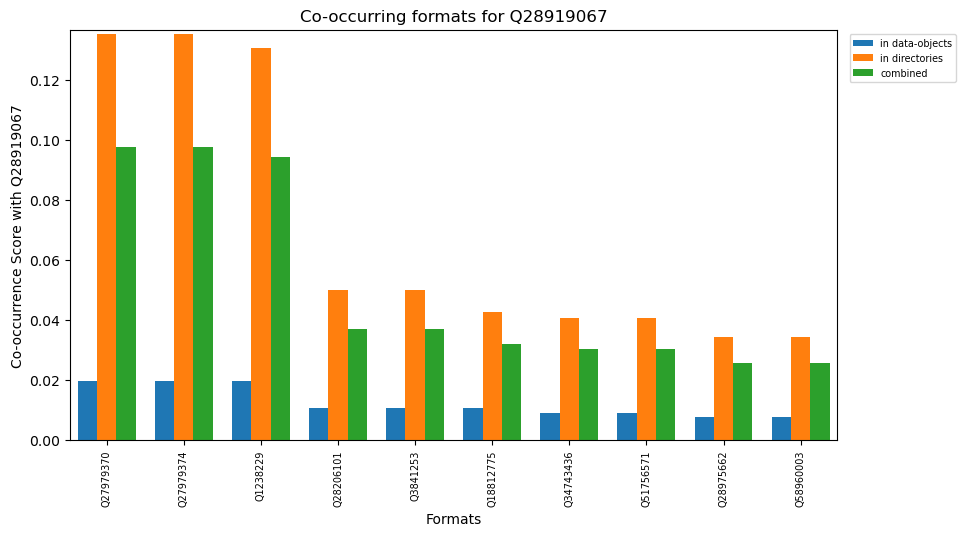 Co-occurring formats for Q28919067
in data-objects
in directories
combined
Co-occurrence Score with Q28919067
0.12
0.10
0.08
0.06
0.04
0.02
0.00
Q27979370
Q27979374
Q1238229
Q28206101
Q3841253
Q18812775
Q34743436
Q51756571
Q28975662
Q58960003
Formats